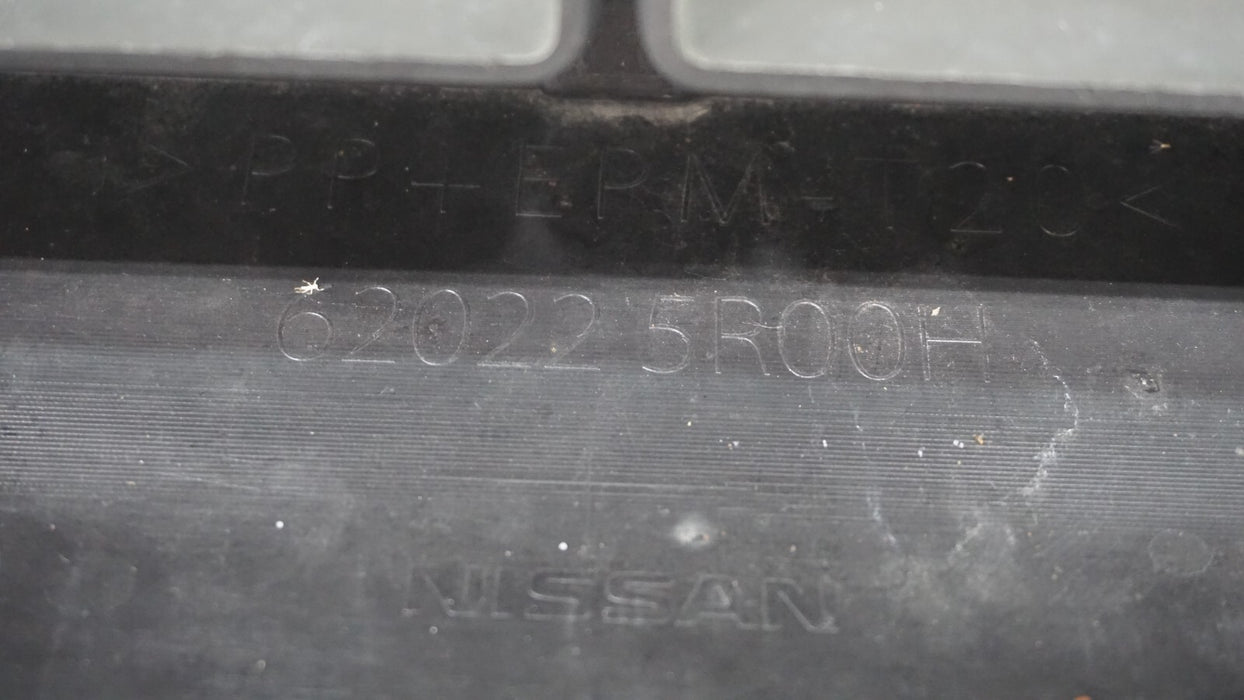 >PP+EPM-T20<
62022 5R00H
NISSAN